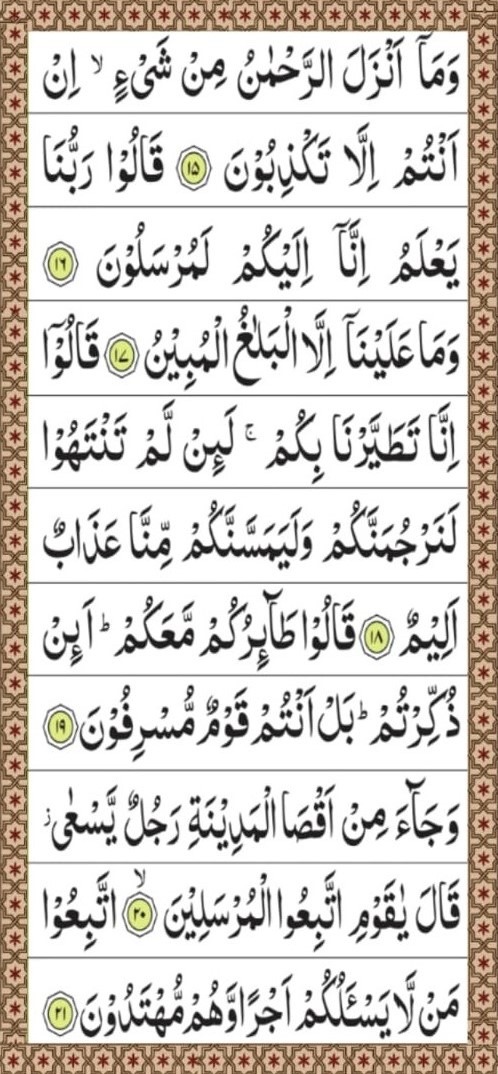 وَمَاۤ اَنْزَلَ الرَّحْمٰنُ مِنْ شَیْءٍ ۙ اِنْ
اَنْتُمْ اِلَّا تَكْذِبُوْنَ ۝۱۵ قَالُوْا رَبُّنَا
یَعْلَمُ اِنَّاۤ اِلَیْكُمْ لَمُرْسَلُوْنَ ۝۱۶
وَمَا عَلَیْنَاۤ اِلَّا الْبَلٰغُ الْمُبِیْنُ ۝۱۷ قَالُوْۤا
اِنَّا تَطَیَّرْنَا بِكُمْ ۚ لَىِٕنْ لَّمْ تَنْتَهُوْا
لَنَرْجُمَنَّكُمْ وَلَیَمَسَّنَّكُمْ مِّنَّا عَذَابٌ
اَلِیْمٌ ۝۱۸ قَالُوْا طَآىِٕرُكُمْ مَّعَكُمْ ؕ اَىِٕنْ
ذُكِّرْتُمْ ؕ بَلْ اَنْتُمْ قَوْمٌ مُّسْرِفُوْنَ ۝۱۹
وَجَآءَ مِنْ اَقْصَا الْمَدِیْنَةِ رَجُلٌ یَّسْعٰی ؗ
قَالَ یٰقَوْمِ اتَّبِعُوا الْمُرْسَلِیْنَ ۝۲۰ۙ اتَّبِعُوْا
مَنْ لَّا یَسْـَٔلُكُمْ اَجْرًا وَّهُمْ مُّهْتَدُوْنَ ۝۲۱